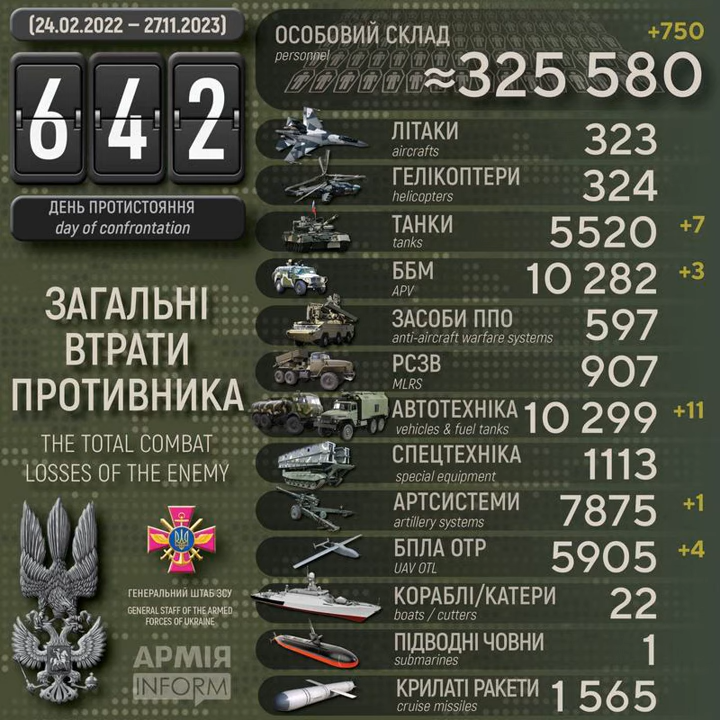 (24.02.2022 – 27.11.2023)
642
ДЕНЬ ПРОТИСТОЯННЯ
day of confrontation
ЗАГАЛЬНІ
ВТРАТИ
ПРОТИВНИКА
THE TOTAL COMBAT
LOSSES OF THE ENEMY
ГЕНЕРАЛЬНИЙ ШТАБ ЗСУ
GENERAL STAFF OF THE ARMED
FORCES OF UKRAINE
АРМІЯ
INFORM
ОСОБОВИЙ СКЛАД +750
personnel
≈325 580
ЛІТАКИ 323
aircrafts
ГЕЛІКОПТЕРИ 324
helicopters
ТАНКИ 5520 +7
tanks
ББМ 10 282 +3
APV
ЗАСОБИ ППО 597
anti-aircraft warfare systems
РСЗВ 907
MLRS
АВТОТЕХНІКА 10 299 +11
vehicles & fuel tanks
СПЕЦТЕХНІКА 1113
special equipment
АРТСИСТЕМИ 7875 +1
artillery systems
БПЛА ОТР 5905 +4
UAV OTL
КОРАБЛІ/КАТЕРИ 22
boats / cutters
ПІДВОДНІ ЧОВНИ 1
submarines
КРИЛАТІ РАКЕТИ 1 565
cruise missiles